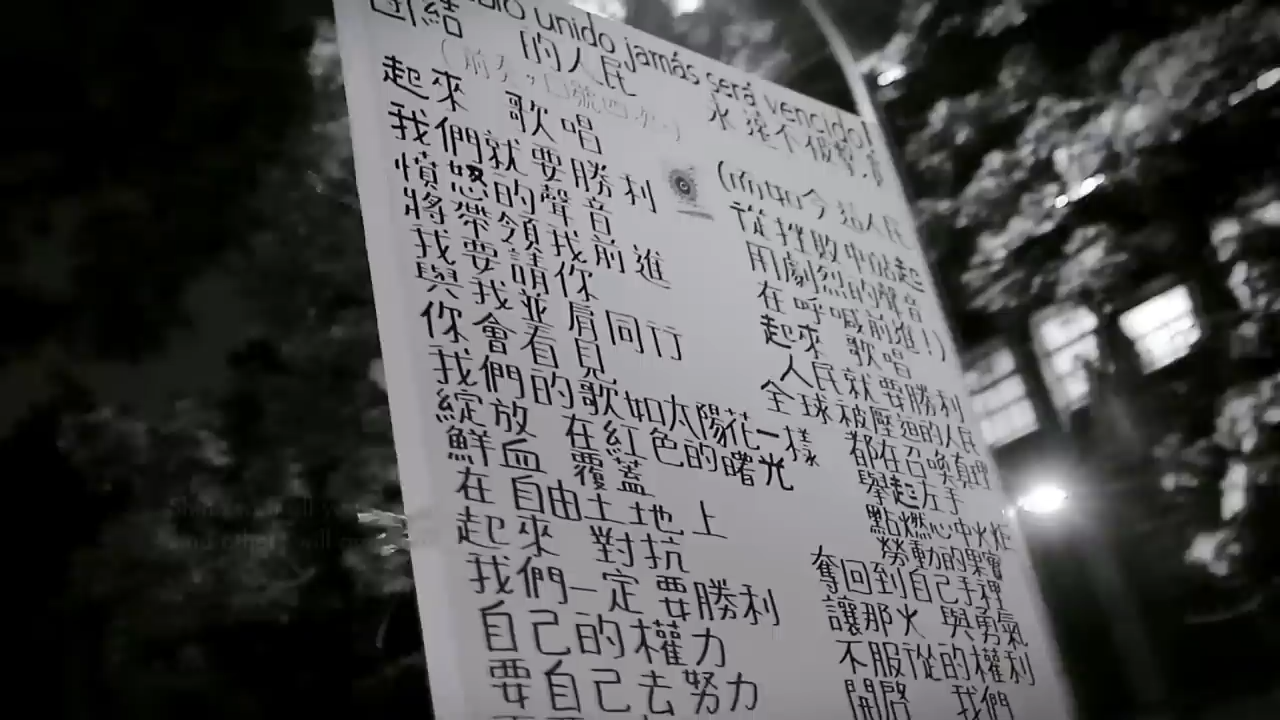 unido jamás será vencido!
團結 的人民 永遠不被擊潰
起來 歌唱
我們就要勝利
憤怒的聲音
將帶領我前進
我要請你
與我並肩同行
你會看見
我們的歌如太陽花一樣
綻放 在紅色的曙光
鮮血 覆蓋
在自由土地上
起來 對抗
我們一定要勝利
自己的權力
要自己去努力
(而如今 人民
從挫敗中站起
用劇烈的聲音
在呼喊前進!)
起來 歌唱
人民就要勝利
全球被壓迫的人民
都在召喚真理
舉起左手
點燃心中火炬
勞動的果實
奪回到自己手裡
讓那火 與勇氣
不服從的權利
開啓 我們